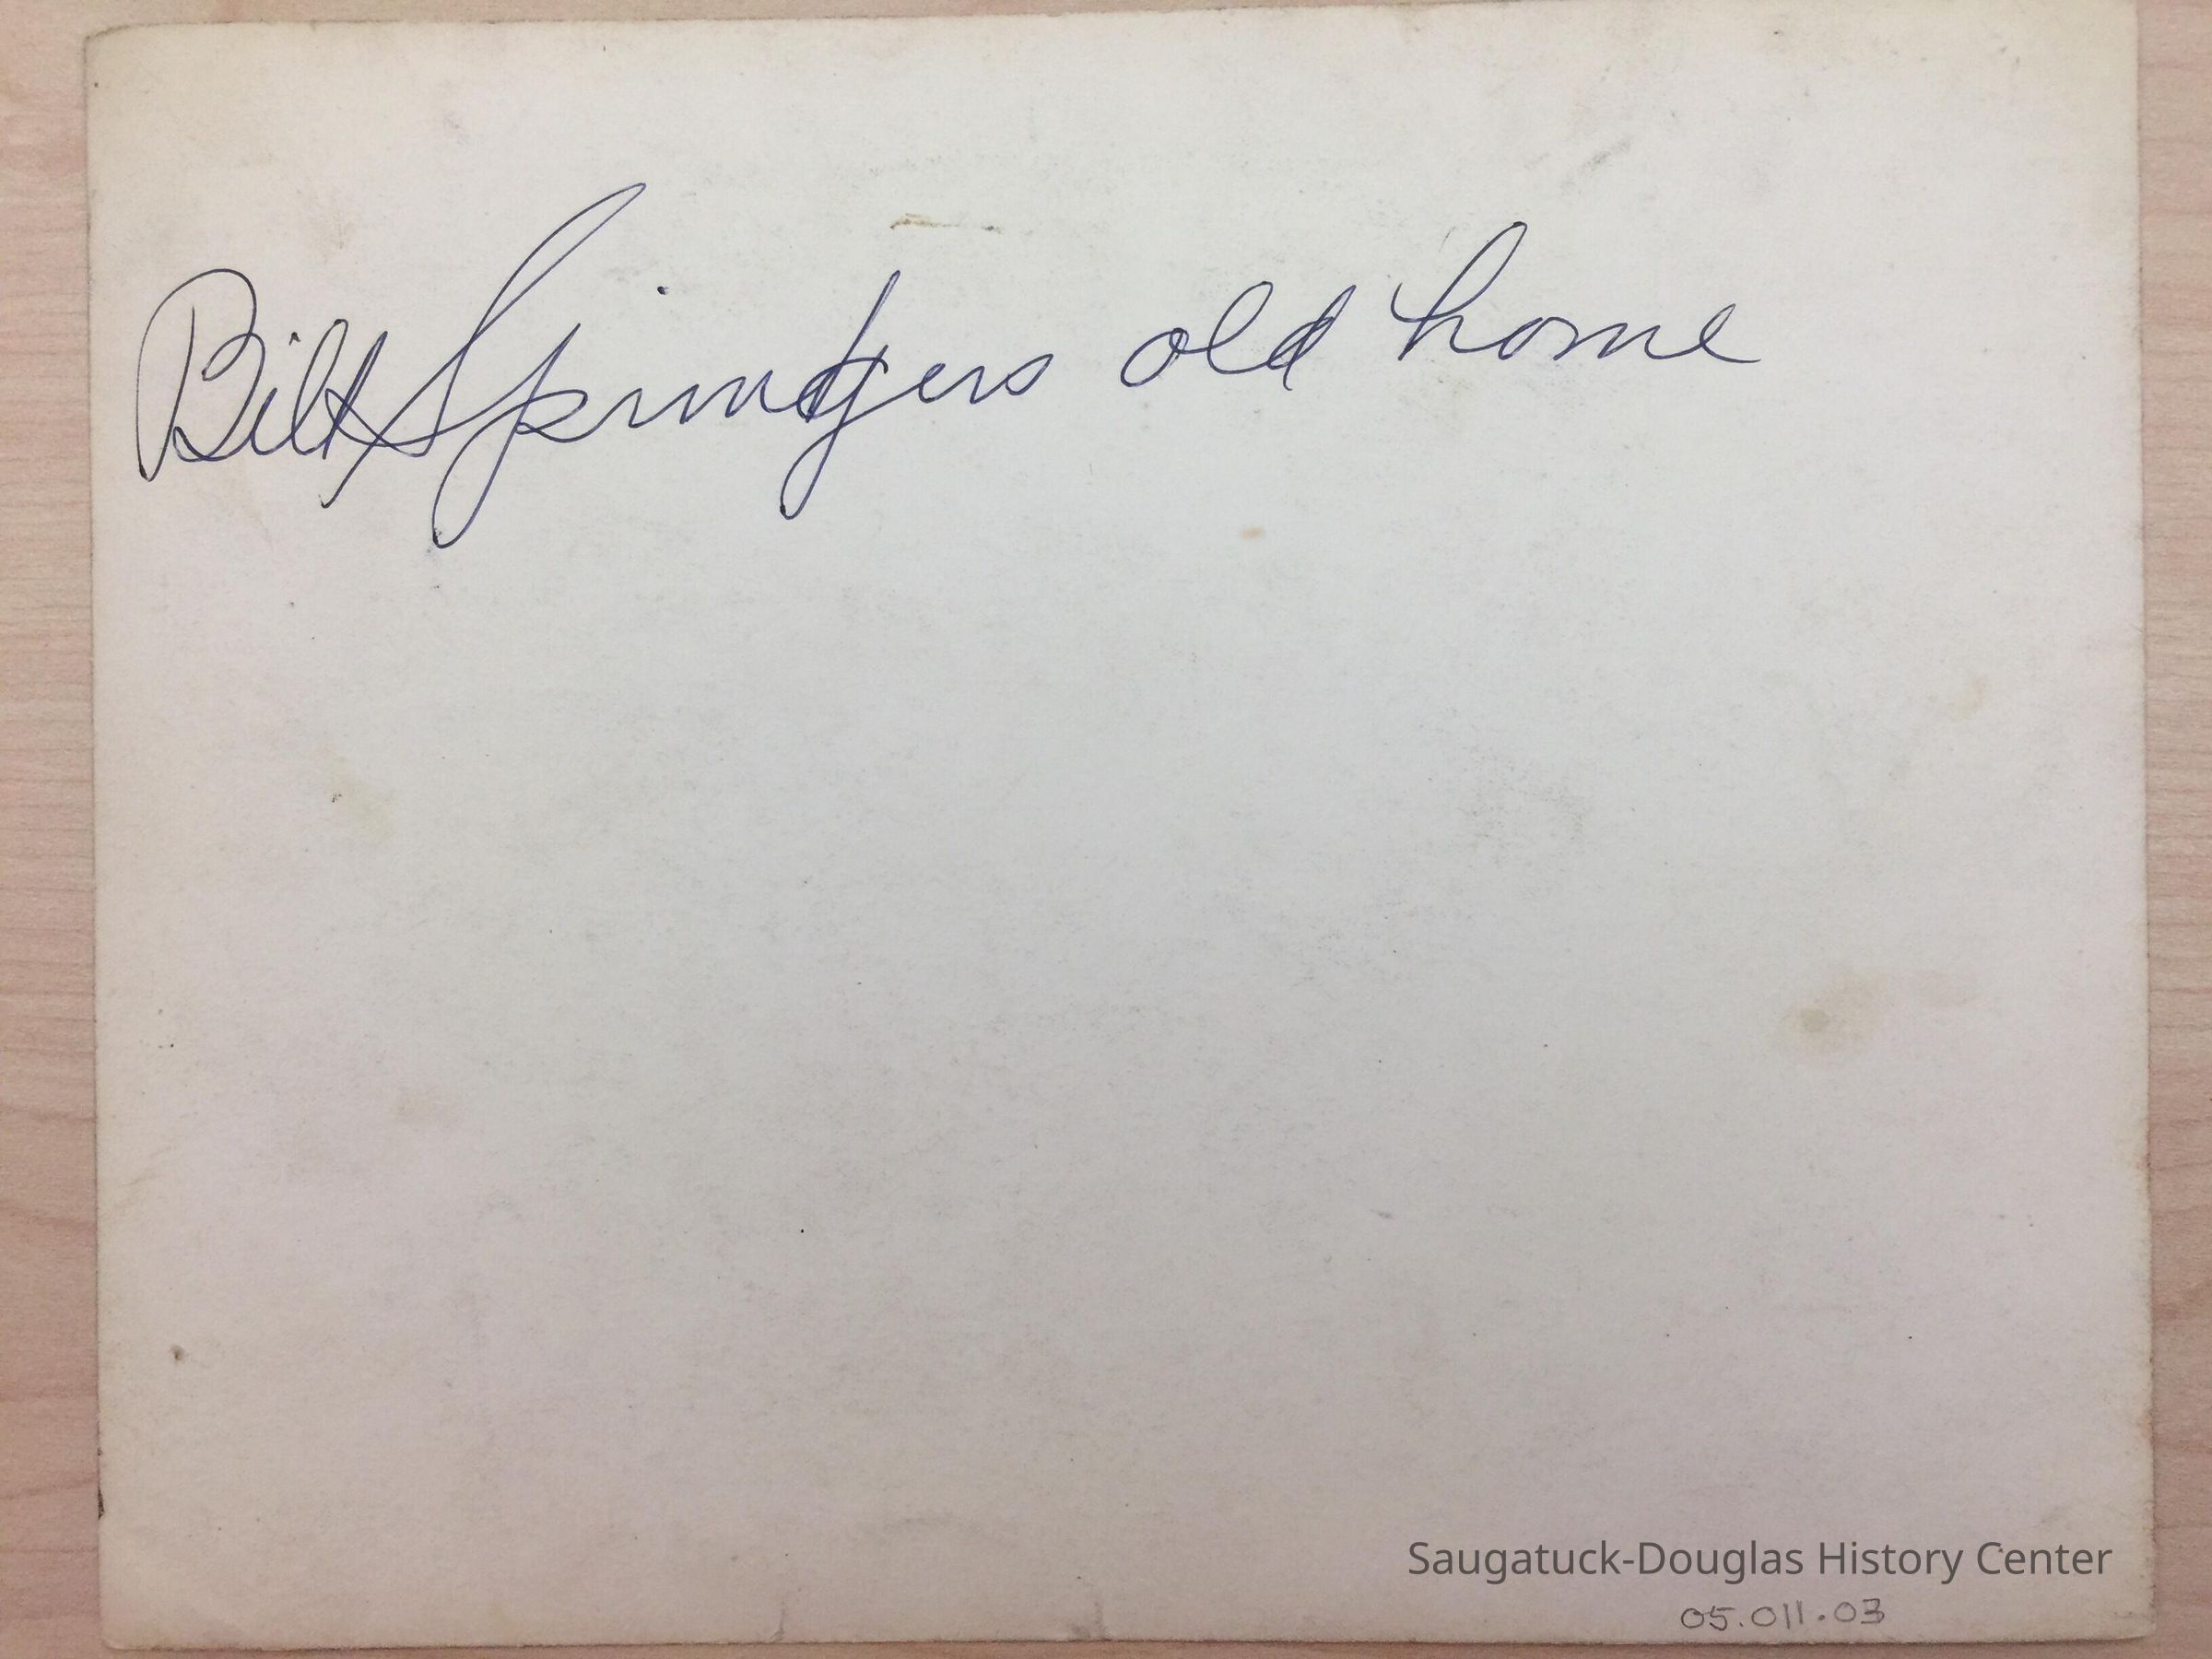 Bill Springers old home
Saugatuck-Douglas History Center
05.011.03